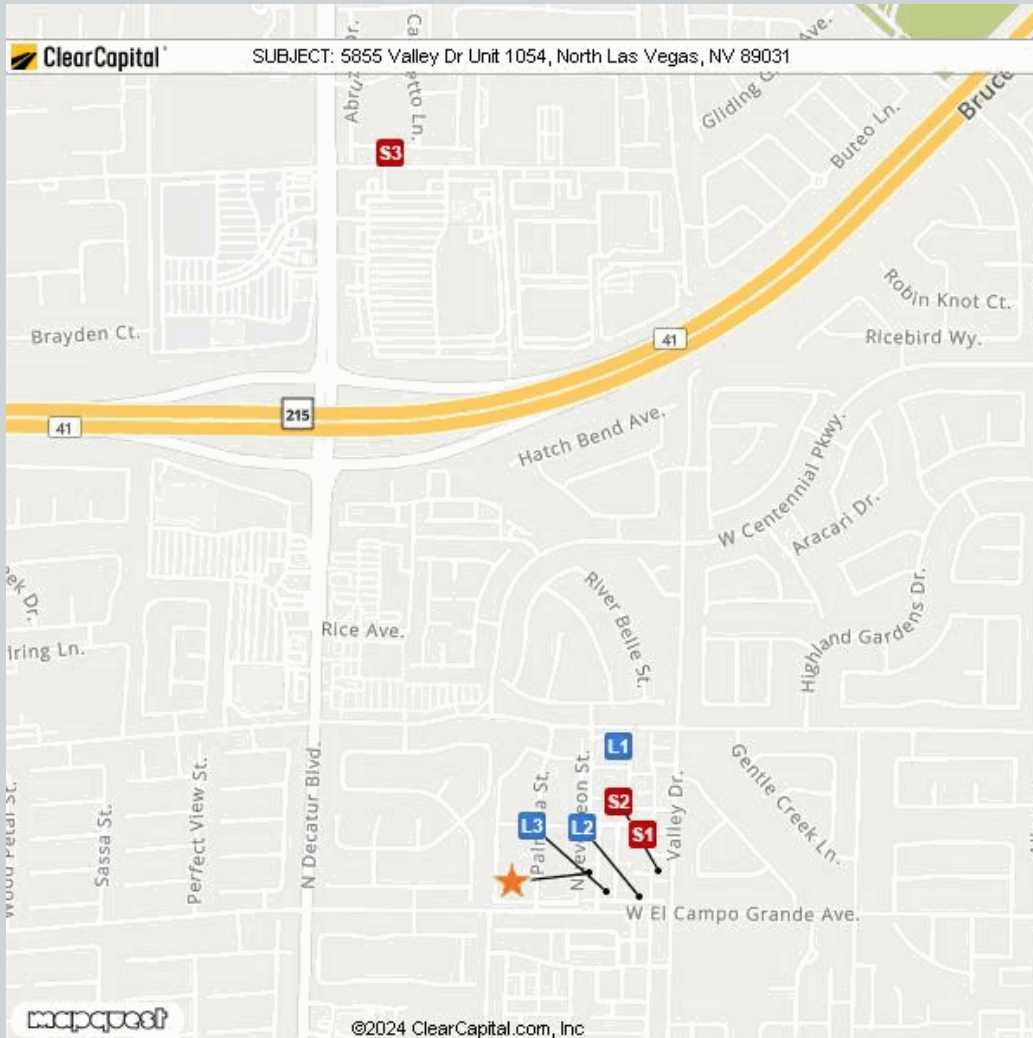 ClearCapital
SUBJECT: 5855 Valley Dr Unit 1054, North Las Vegas, NV 89031
Ave.
Gliding
Buteo Ln.
Bruce
S3
Robin Knot Ct.
Ricebird Wy.
Brayden Ct.
41
215
41
Hatch Bend Ave.
W Centennial Pkwy.
Aracari Dr.
River Belle St.
Highland Gardens Dr.
Rice Ave.
Dr.
Ln.
L1
N Decatur Blvd.
Perfect View St.
Sassa St.
St.
Valley Dr.
Gentle Creek Ln.
S2
L3
L2
S1
W El Campo Grande Ave.
mapquest
©2024 ClearCapital.com, Inc